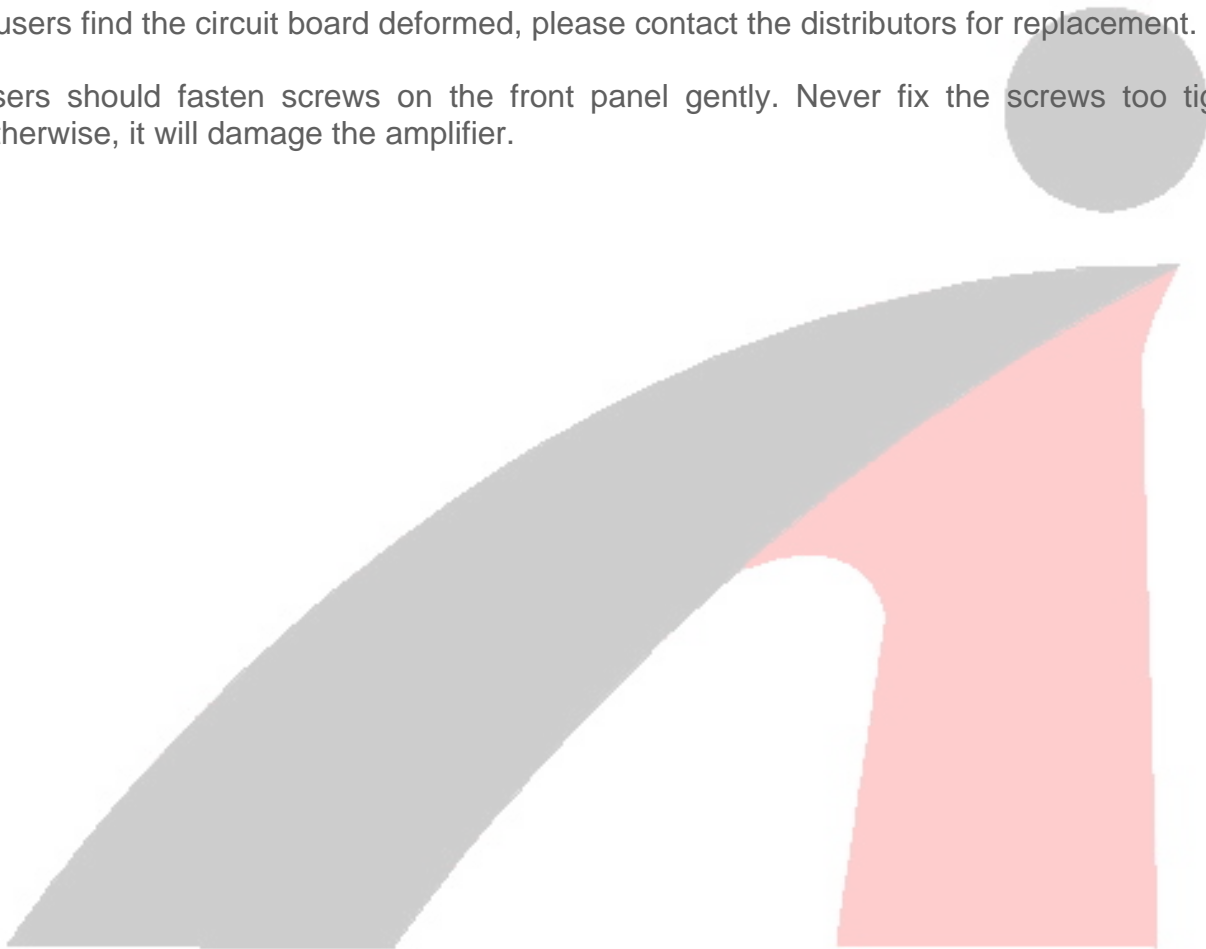 users find the circuit board deformed, please contact the distributors for replacement.
sers should fasten screws on the front panel gently. Never fix the screws too tig
therwise, it will damage the amplifier.